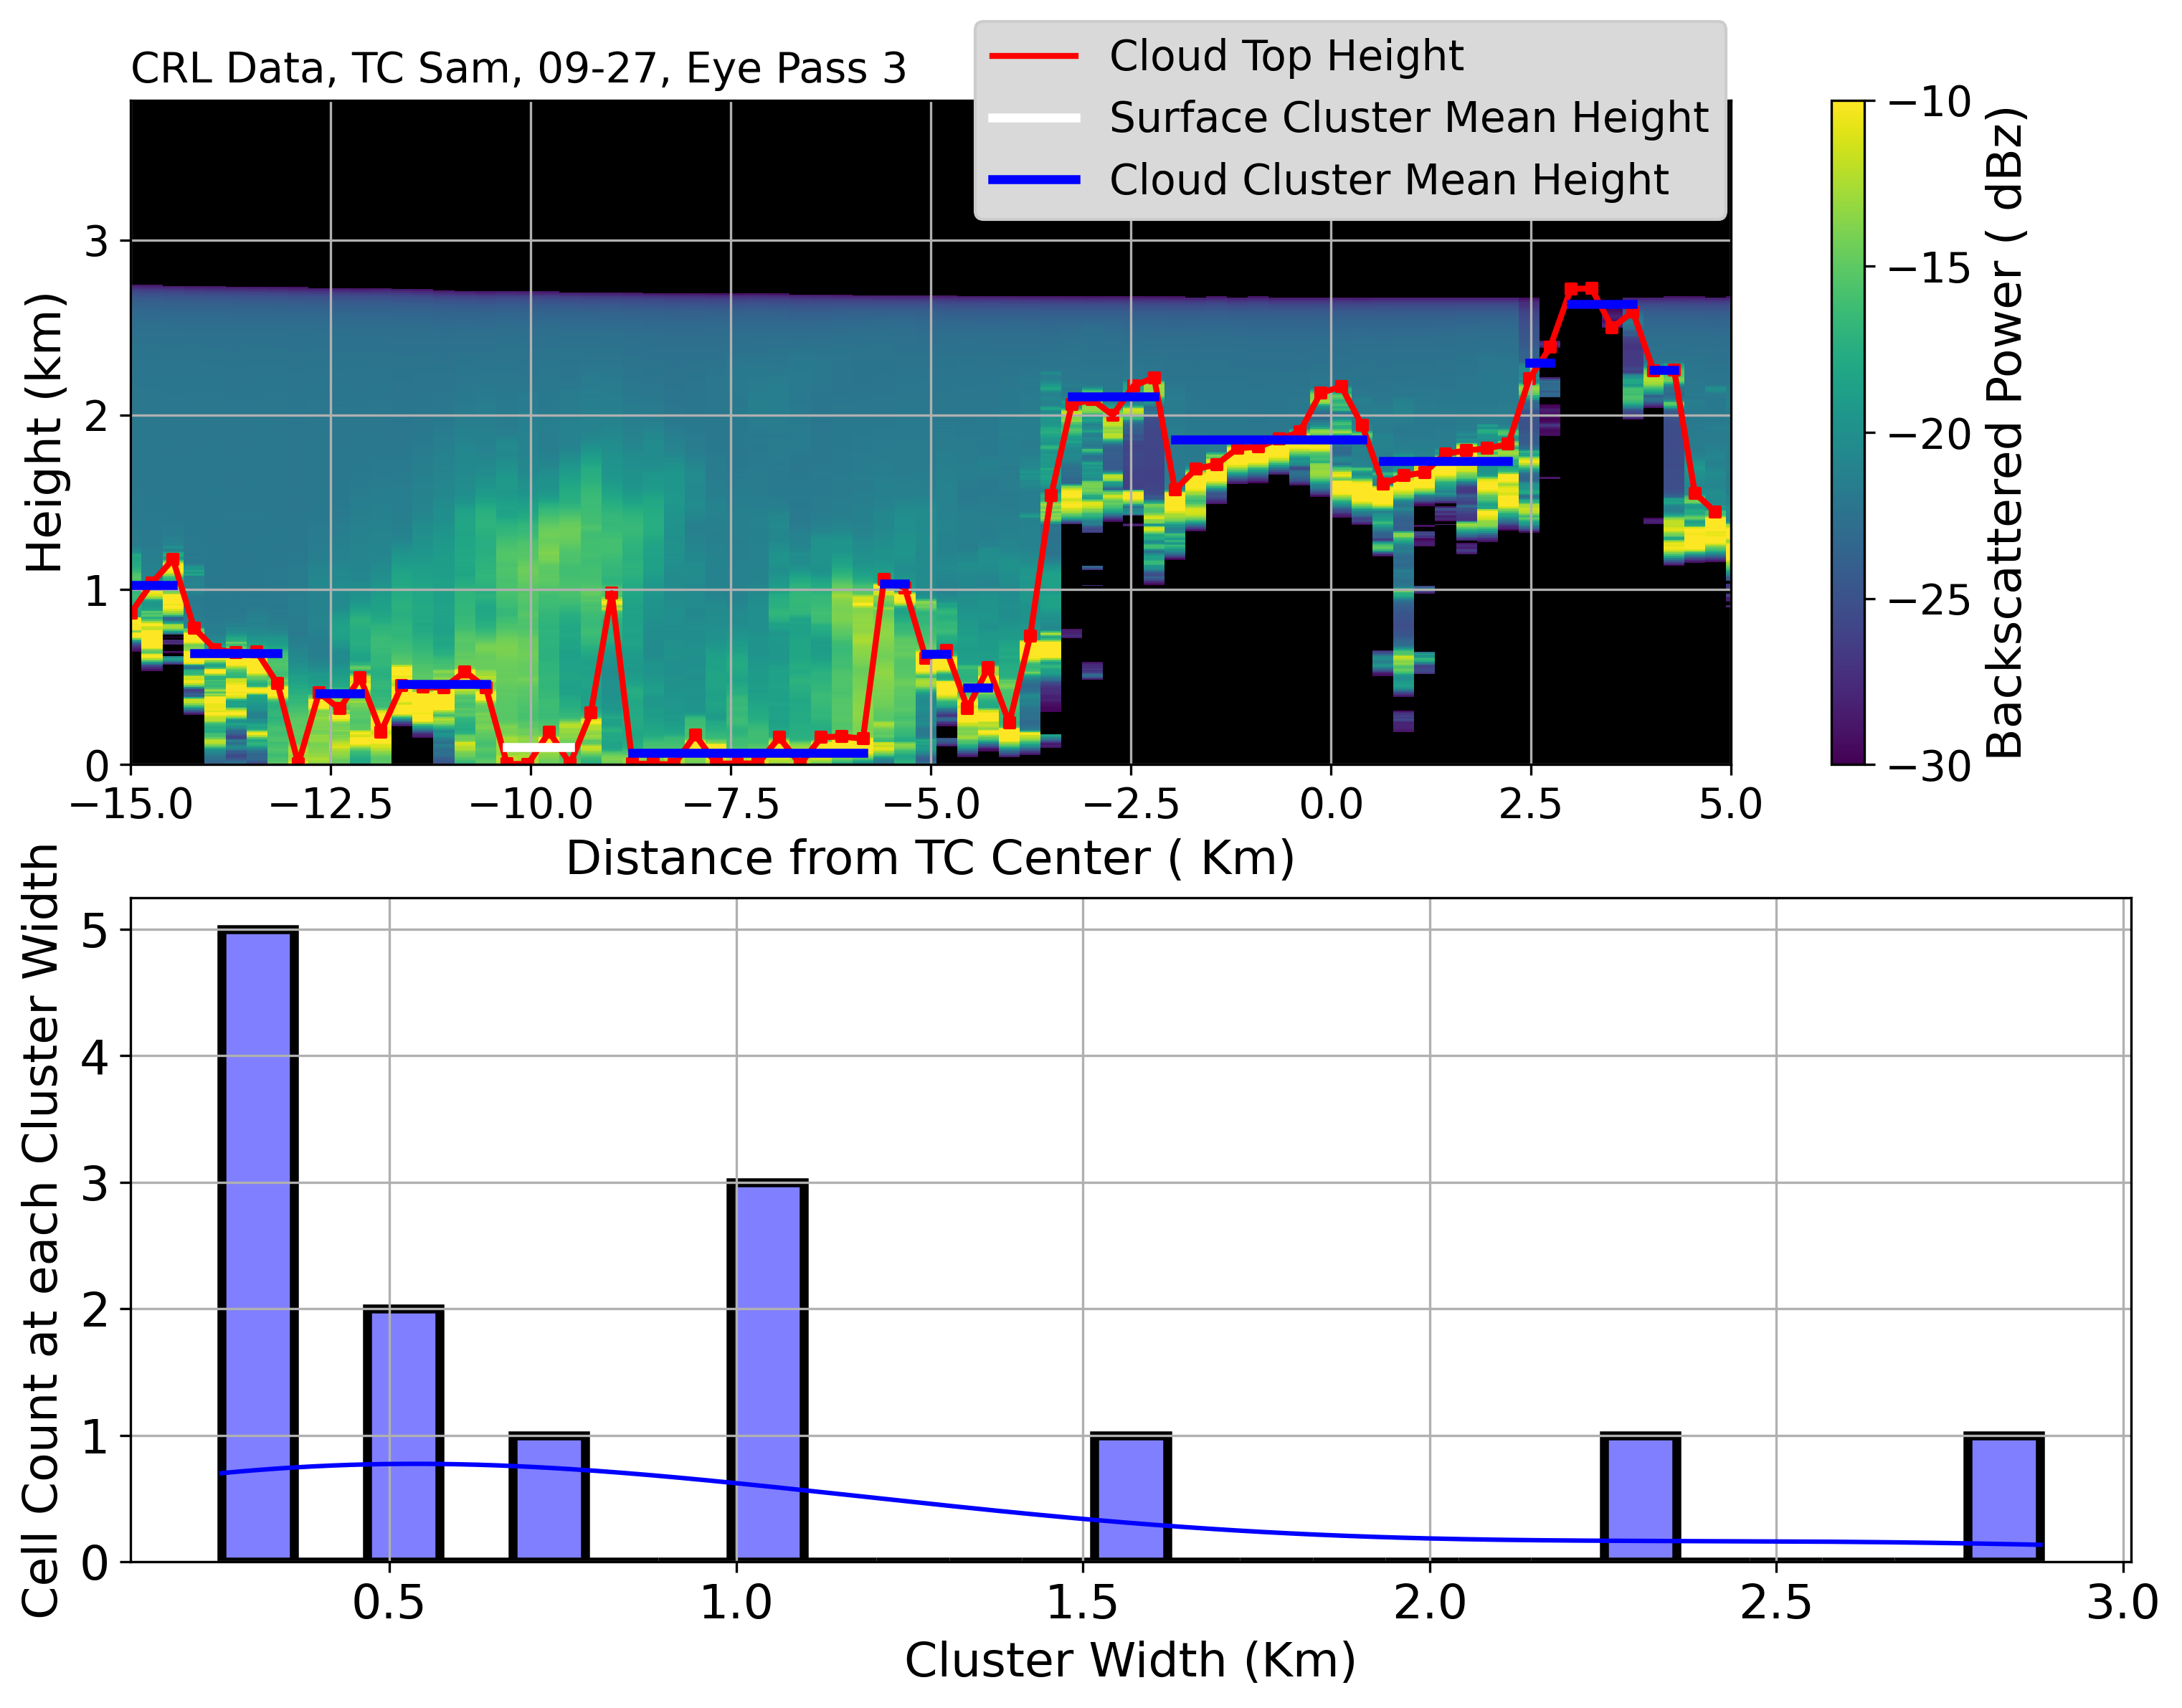 CRL Data, TC Sam, 09-27, Eye Pass 3
Cloud Top Height
Surface Cluster Mean Height
Cloud Cluster Mean Height
Height (km)
3
2
1
0
−15.0 −12.5 −10.0 −7.5 −5.0 −2.5 0.0 2.5 5.0
Distance from TC Center ( Km)
−10
−15
−20
−25
−30
Backscattered Power ( dBz)
Cell Count at each Cluster Width
5
4
3
2
1
0
0.5 1.0 1.5 2.0 2.5 3.0
Cluster Width (Km)